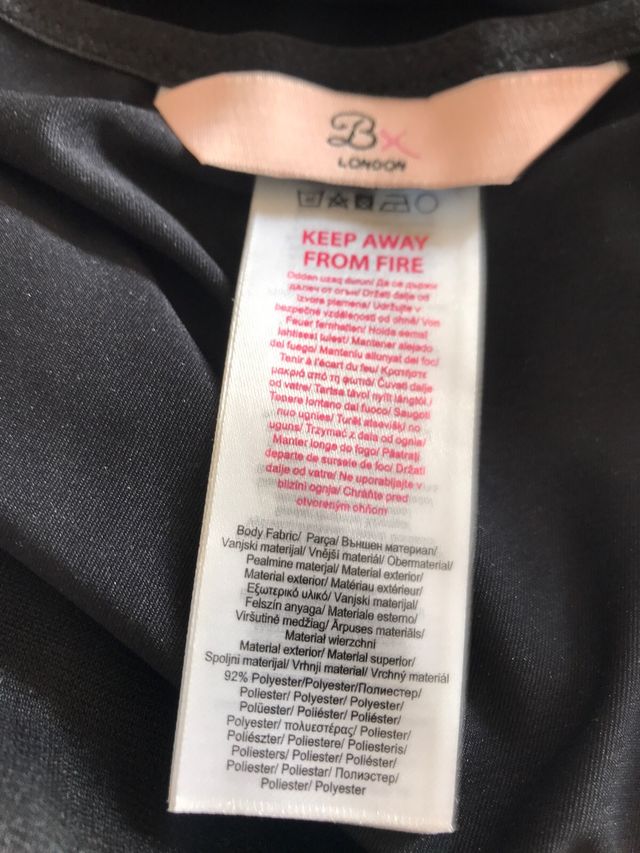 Bx
LONDON
KEEP AWAY
FROM FIRE
Odden uzaq durun/ Да се държи
далеч от огън/ Držati dalje od
izvora plamena/ Udržujte v
bezpečné vzdálenosti od ohně/ Von
Feuer fernhalten/ Hoida eemal
lahtisest tulest/ Mantener alejado
del fuego/ Manteniu allunyat del foc/
Tenir à l'écart du feu/ Κρατήστε
μακριά από τη φωτιά/ Čuvati dalje
od vatre/ Tartsa távol nyílt lángtól/
Tenere lontano dal fuoco/ Saugoti
nuo ugnies/ Turēt atsevišķi no
uguns/ Trzymać z dala od ognia/
Manter longe do fogo/ Păstrați
departe de sursele de foc/ Držati
dalje od vatre/ Ne uporabljajte v
bližini ognja/ Chráňte pred
otvoreným ohňom
Body Fabric/ Parça/ Външен материал/
Vanjski materijal/ Vnější materiál/ Obermaterial/
Pealmine materjal/ Material exterior/
Material exterior/ Matériau extérieur/
Εξωτερικό υλικό/ Vanjski materijal/
Felszín anyaga/ Materiale esterno/
Viršutinė medžiag/ Ārpuses materiāls/
Materiał wierzchni
Material exterior/ Material superior/
Spoljni materijal/ Vrhnji material/ Vrchný materiál
92% Polyester/Polyester/Полиестер/
Poliester/ Polyester/ Polyester/
Polüester/ Poliéster/ Poliéster/
Polyester/ πολυεστέρας/ Poliester/
Poliészter/ Poliestere/ Poliesteris/
Poliesters/ Poliester/ Poliéster/
Poliester/ Poliestar/ Полиэстер/
Poliester/ Polyester